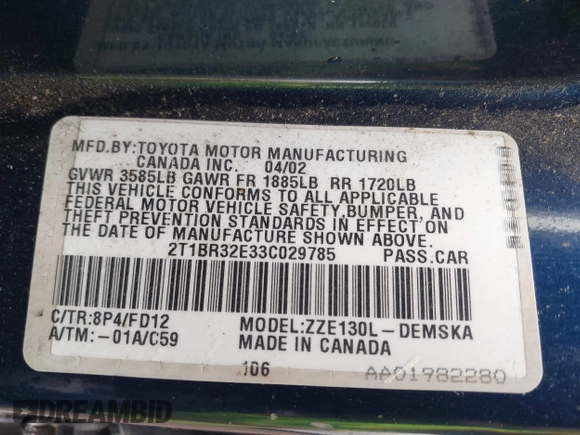 MFD.BY:TOYOTA MOTOR MANUFACTURING
CANADA INC. 04/02
GVWR 3585LB GAWR FR 1885LB RR 1720LB
THIS VEHICLE CONFORMS TO ALL APPLICABLE
FEDERAL MOTOR VEHICLE SAFETY,BUMPER, AND
THEFT PREVENTION STANDARDS IN EFFECT ON
THE DATE OF MANUFACTURE SHOWN ABOVE.
2T1BR32E33C029785 PASS.CAR
C/TR:8P4/FD12 MODEL:ZZE130L-DEMSKA
A/TM:-01A/C59 MADE IN CANADA
106 AA01982280
DREAMBID